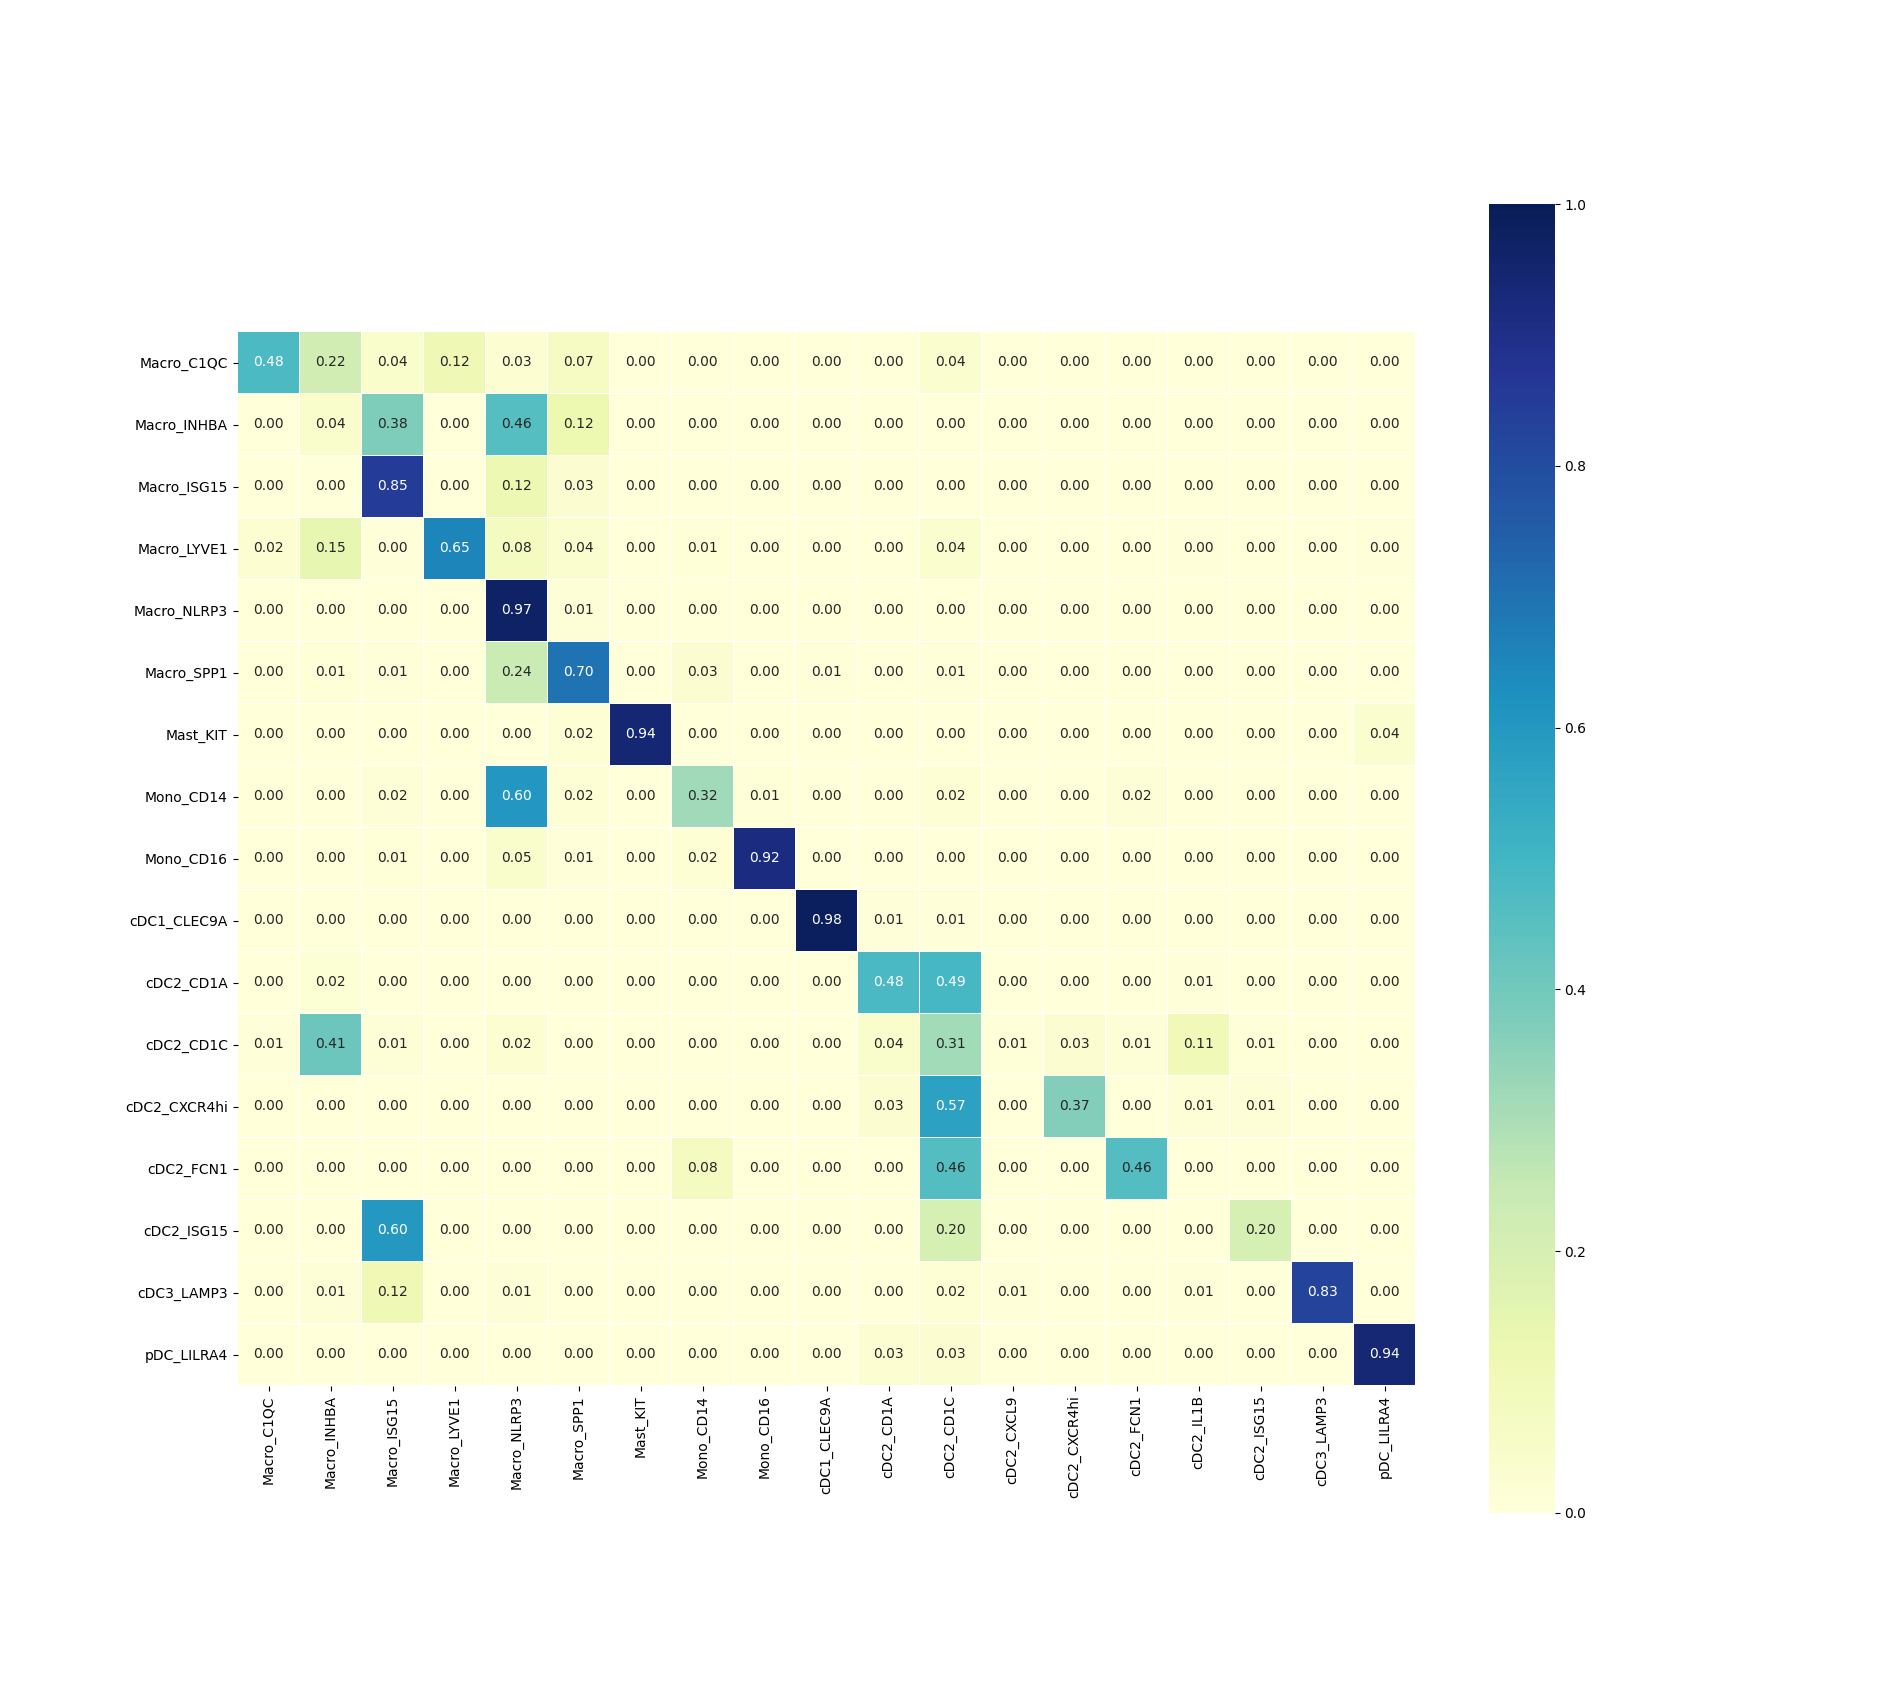 1.0
Macro_C1QC 0.48 0.22 0.04 0.12 0.03 0.07 0.00 0.00 0.00 0.00 0.00 0.04 0.00 0.00 0.00 0.00 0.00 0.00 0.00
Macro_INHBA 0.00 0.04 0.38 0.00 0.46 0.12 0.00 0.00 0.00 0.00 0.00 0.00 0.00 0.00 0.00 0.00 0.00 0.00 0.00
0.8
Macro_ISG15 0.00 0.00 0.85 0.00 0.12 0.03 0.00 0.00 0.00 0.00 0.00 0.00 0.00 0.00 0.00 0.00 0.00 0.00 0.00
Macro_LYVE1 0.02 0.15 0.00 0.65 0.08 0.04 0.00 0.01 0.00 0.00 0.00 0.04 0.00 0.00 0.00 0.00 0.00 0.00 0.00
Macro_NLRP3 0.00 0.00 0.00 0.00 0.97 0.01 0.00 0.00 0.00 0.00 0.00 0.00 0.00 0.00 0.00 0.00 0.00 0.00 0.00
Macro_SPP1 0.00 0.01 0.01 0.00 0.24 0.70 0.00 0.03 0.00 0.01 0.00 0.01 0.00 0.00 0.00 0.00 0.00 0.00 0.00
Mast_KIT 0.00 0.00 0.00 0.00 0.00 0.02 0.94 0.00 0.00 0.00 0.00 0.00 0.00 0.00 0.00 0.00 0.00 0.00 0.04
0.6
Mono_CD14 0.00 0.00 0.02 0.00 0.60 0.02 0.00 0.32 0.01 0.00 0.00 0.02 0.00 0.00 0.02 0.00 0.00 0.00 0.00
Mono_CD16 0.00 0.00 0.01 0.00 0.05 0.01 0.00 0.02 0.92 0.00 0.00 0.00 0.00 0.00 0.00 0.00 0.00 0.00 0.00
cDC1_CLEC9A 0.00 0.00 0.00 0.00 0.00 0.00 0.00 0.00 0.00 0.98 0.01 0.01 0.00 0.00 0.00 0.00 0.00 0.00 0.00
cDC2_CD1A 0.00 0.02 0.00 0.00 0.00 0.00 0.00 0.00 0.00 0.00 0.48 0.49 0.00 0.00 0.00 0.01 0.00 0.00 0.00
0.4
cDC2_CD1C 0.01 0.41 0.01 0.00 0.02 0.00 0.00 0.00 0.00 0.00 0.04 0.31 0.01 0.03 0.01 0.11 0.01 0.00 0.00
cDC2_CXCR4hi 0.00 0.00 0.00 0.00 0.00 0.00 0.00 0.00 0.00 0.00 0.03 0.57 0.00 0.37 0.00 0.01 0.01 0.00 0.00
cDC2_FCN1 0.00 0.00 0.00 0.00 0.00 0.00 0.00 0.08 0.00 0.00 0.00 0.46 0.00 0.00 0.46 0.00 0.00 0.00 0.00
cDC2_ISG15 0.00 0.00 0.60 0.00 0.00 0.00 0.00 0.00 0.00 0.00 0.00 0.20 0.00 0.00 0.00 0.00 0.20 0.00 0.00
0.2
cDC3_LAMP3 0.00 0.01 0.12 0.00 0.01 0.00 0.00 0.00 0.00 0.00 0.00 0.02 0.01 0.00 0.00 0.01 0.00 0.83 0.00
pDC_LILRA4 0.00 0.00 0.00 0.00 0.00 0.00 0.00 0.00 0.00 0.00 0.03 0.03 0.00 0.00 0.00 0.00 0.00 0.00 0.94
Macro_C1QC
Macro_INHBA
Macro_ISG15
Macro_LYVE1
Macro_NLRP3
Macro_SPP1
Mast_KIT
Mono_CD14
Mono_CD16
cDC1_CLEC9A
cDC2_CD1A
cDC2_CD1C
cDC2_CXCL9
cDC2_CXCR4hi
cDC2_FCN1
cDC2_IL1B
cDC2_ISG15
cDC3_LAMP3
pDC_LILRA4
0.0